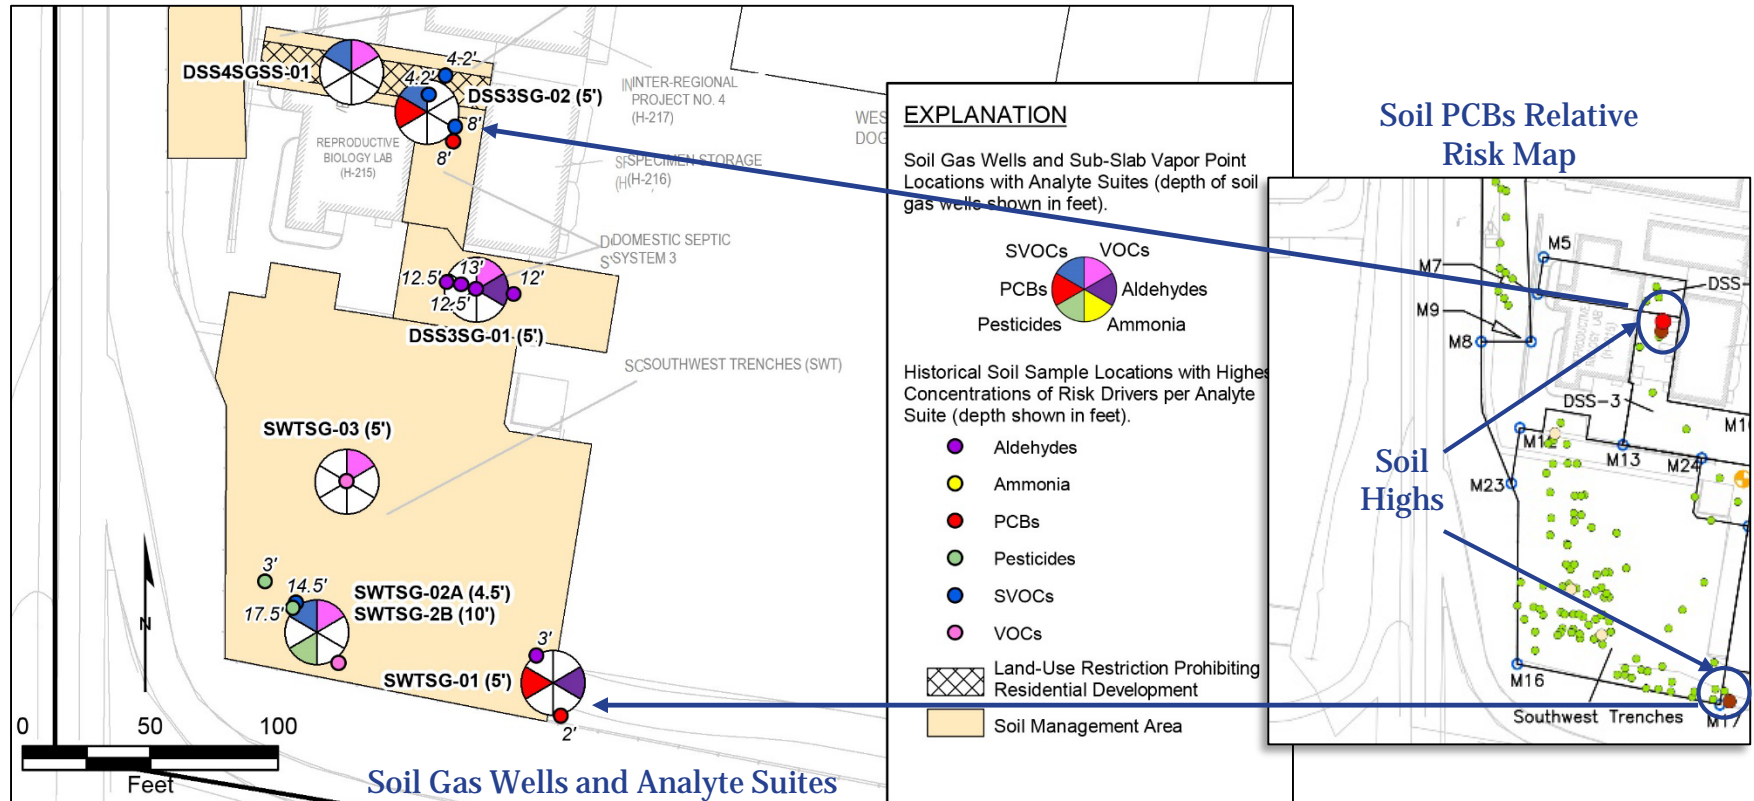 DSS4SGSS-01
4.2'
4.2'
DSS3SG-02 (5')
8'
8'
INTER-REGIONAL
PROJECT NO. 4
(H-217)
REPRODUCTIVE
BIOLOGY LAB
(H-215)
SPECIMEN STORAGE
(H-216)
DOMESTIC SEPTIC
SYSTEM 3
12.5'
13'
12'
12.5'
DSS3SG-01 (5')
SOUTHWEST TRENCHES (SWT)
SWTSG-03 (5')
3'
14.5'
17.5'
SWTSG-02A (4.5')
SWTSG-2B (10')
3'
SWTSG-01 (5')
2'
N
0 50 100
Feet
Soil Gas Wells and Analyte Suites
WES
DOG
EXPLANATION
Soil Gas Wells and Sub-Slab Vapor Point
Locations with Analyte Suites (depth of soil
gas wells shown in feet).
SVOCs VOCs
PCBs Aldehydes
Pesticides Ammonia
Historical Soil Sample Locations with Highes
Concentrations of Risk Drivers per Analyte
Suite (depth shown in feet).
Aldehydes
Ammonia
PCBs
Pesticides
SVOCs
VOCs
Land-Use Restriction Prohibiting
Residential Development
Soil Management Area
Soil PCBs Relative
Risk Map
M5
M7
DSS-
M9
M8
DSS-3
M12
M13
M24
M23
M16
Southwest Trenches
M17
Soil
Highs